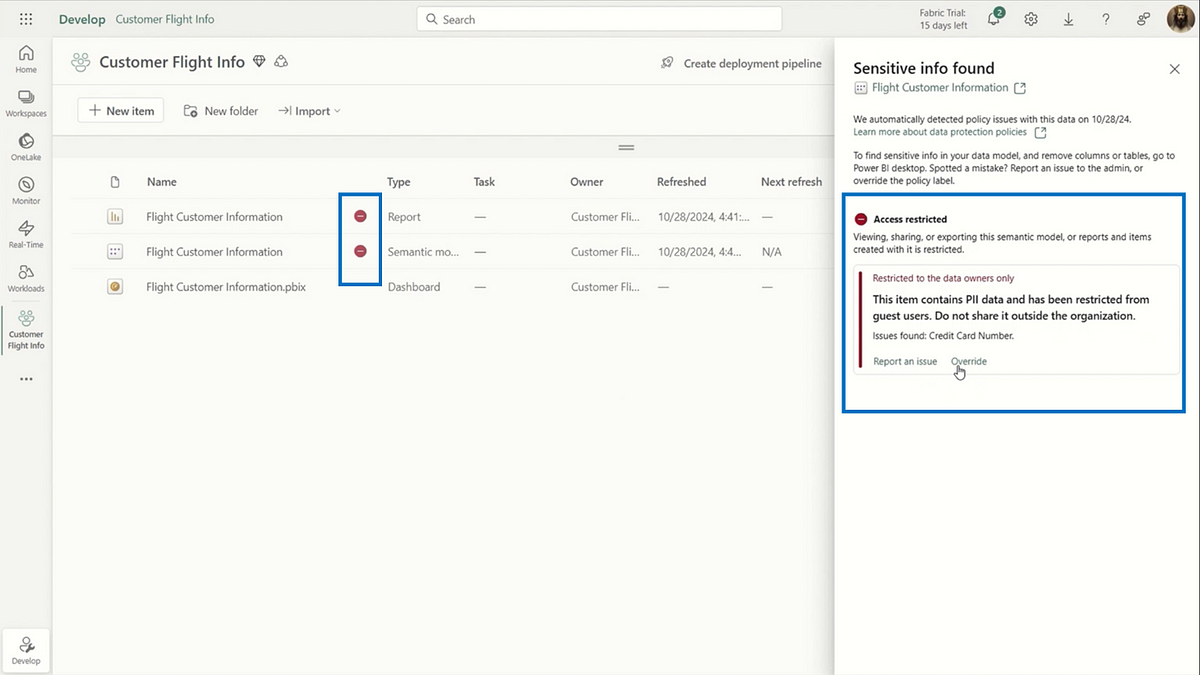 Develop Customer Flight Info
Search
Fabric Trial:
15 days left
2
Home
Workspaces
OneLake
Monitor
Real-Time
Workloads
Customer
Flight Info
Develop
Customer Flight Info
Create deployment pipeline
New item New folder Import
Name Type Task Owner Refreshed Next refresh
Flight Customer Information Report — Customer Fli... 10/28/2024, 4:41:... —
Flight Customer Information Semantic mo... — Customer Fli... 10/28/2024, 4:4... N/A
Flight Customer Information.pbix Dashboard — Customer Fli... — —
Sensitive info found
Flight Customer Information
We automatically detected policy issues with this data on 10/28/24.
Learn more about data protection policies
To find sensitive info in your data model, and remove columns or tables, go to
Power BI desktop. Spotted a mistake? Report an issue to the admin, or
override the policy label.
Access restricted
Viewing, sharing, or exporting this semantic model, or reports and items
created with it is restricted.
Restricted to the data owners only
This item contains PII data and has been restricted from
guest users. Do not share it outside the organization.
Issues found: Credit Card Number.
Report an issue Override